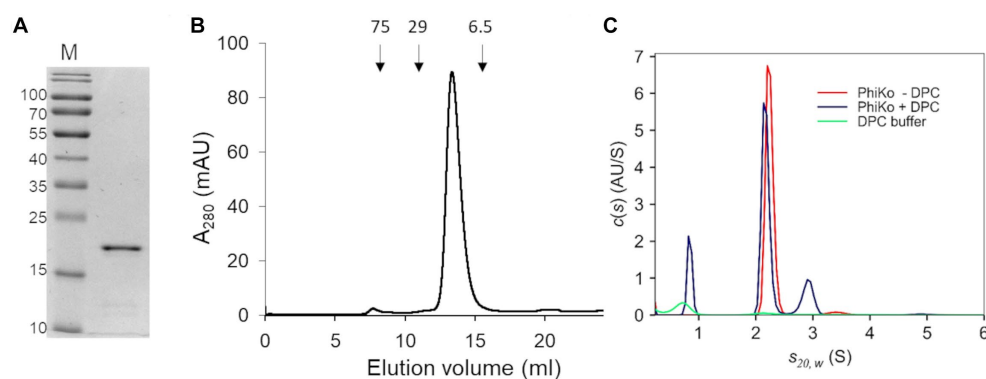 A
M
100
70
55
40
35
25
15
10
B
75 29 6.5
100
80
60
40
20
0
A280 (mAU)
0 5 10 15 20
Elution volume (ml)
C
7
6
5
4
3
2
1
0
c(s) (AU/S)
PhiKo - DPC
PhiKo + DPC
DPC buffer
1 2 3 4 5 6
s20, w (S)